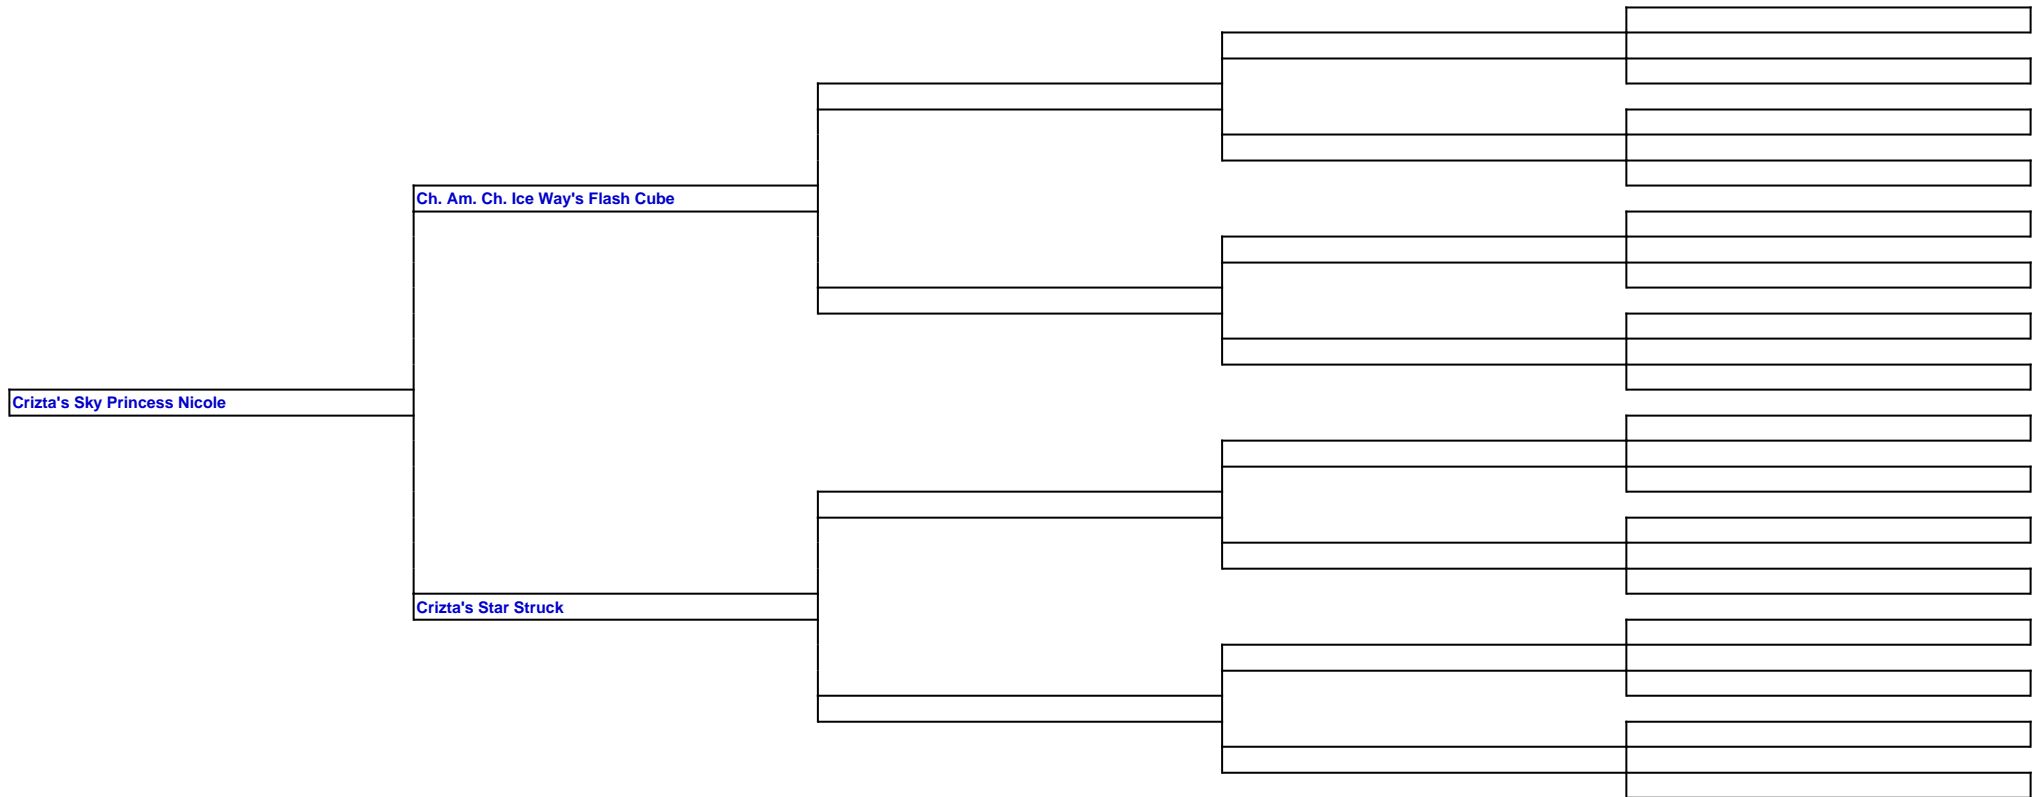 Ch. Am. Ch. Ice Way's Flash Cube
Crizta's Sky Princess Nicole
Crizta's Star Struck